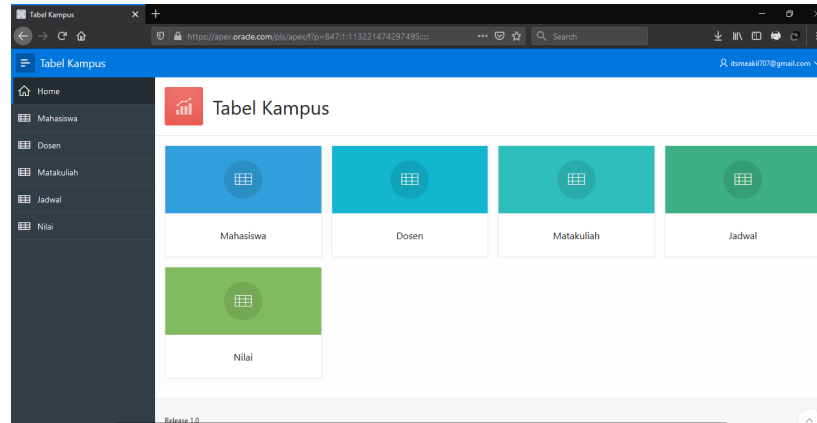 Tabel Kampus
https://apex.oracle.com/pls/apex/f?p=847:1:113221474297495:::::
Search
Tabel Kampus
itsmeakil707@gmail.com
Home
Mahasiswa
Dosen
Matakuliah
Jadwal
Nilai
Tabel Kampus
Mahasiswa
Dosen
Matakuliah
Jadwal
Nilai
Release 1.0